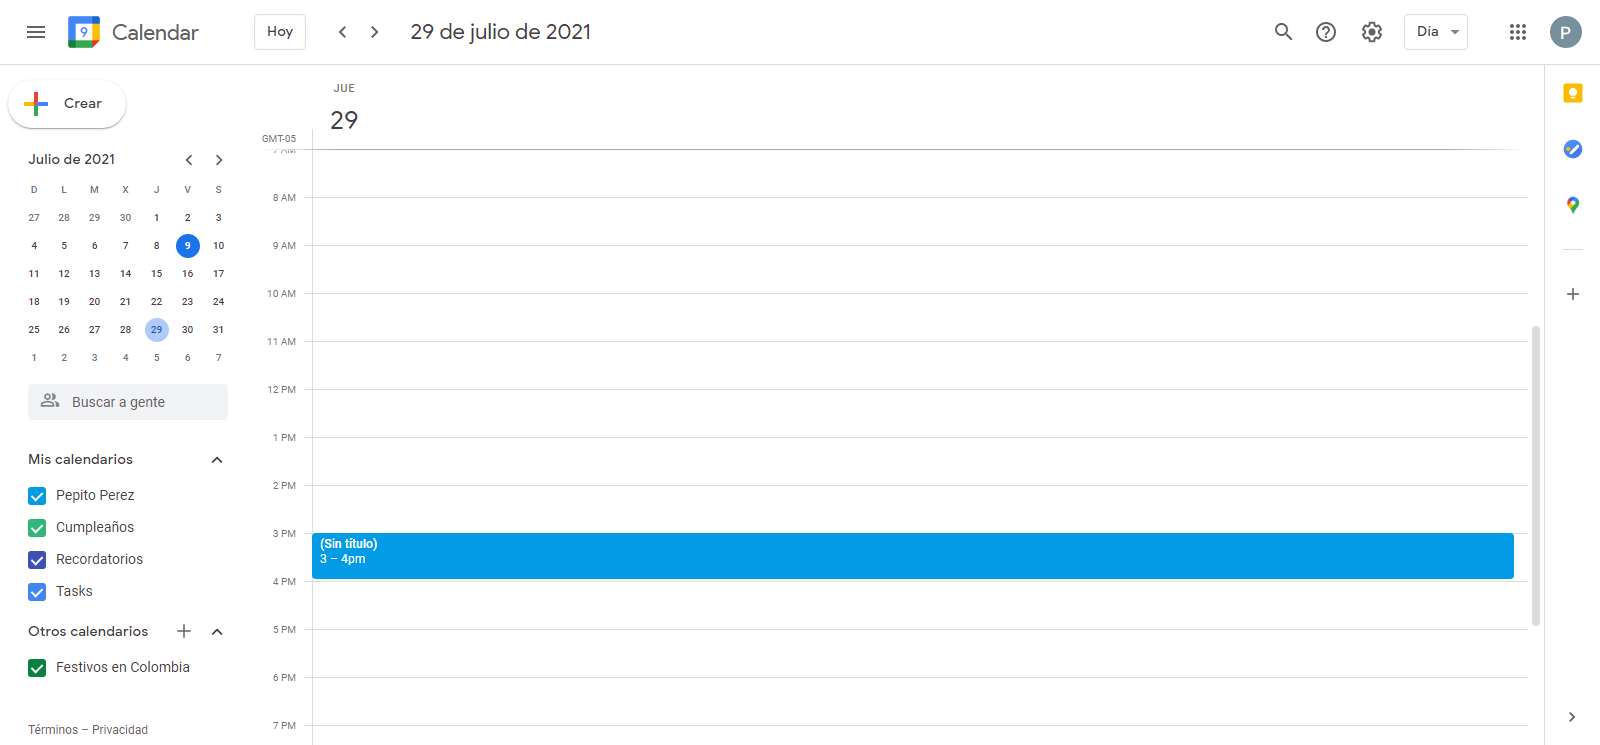 9 Calendar
Hoy
29 de julio de 2021
Día
P
Crear
JUE
29
GMT-05
Julio de 2021
D L M X J V S
27 28 29 30 1 2 3
4 5 6 7 8 9 10
11 12 13 14 15 16 17
18 19 20 21 22 23 24
25 26 27 28 29 30 31
1 2 3 4 5 6 7
Buscar a gente
Mis calendarios
Pepito Perez
Cumpleaños
Recordatorios
Tasks
Otros calendarios
Festivos en Colombia
Términos – Privacidad
7 AM
8 AM
9 AM
10 AM
11 AM
12 PM
1 PM
2 PM
3 PM
(Sin título)
3 – 4pm
4 PM
5 PM
6 PM
7 PM